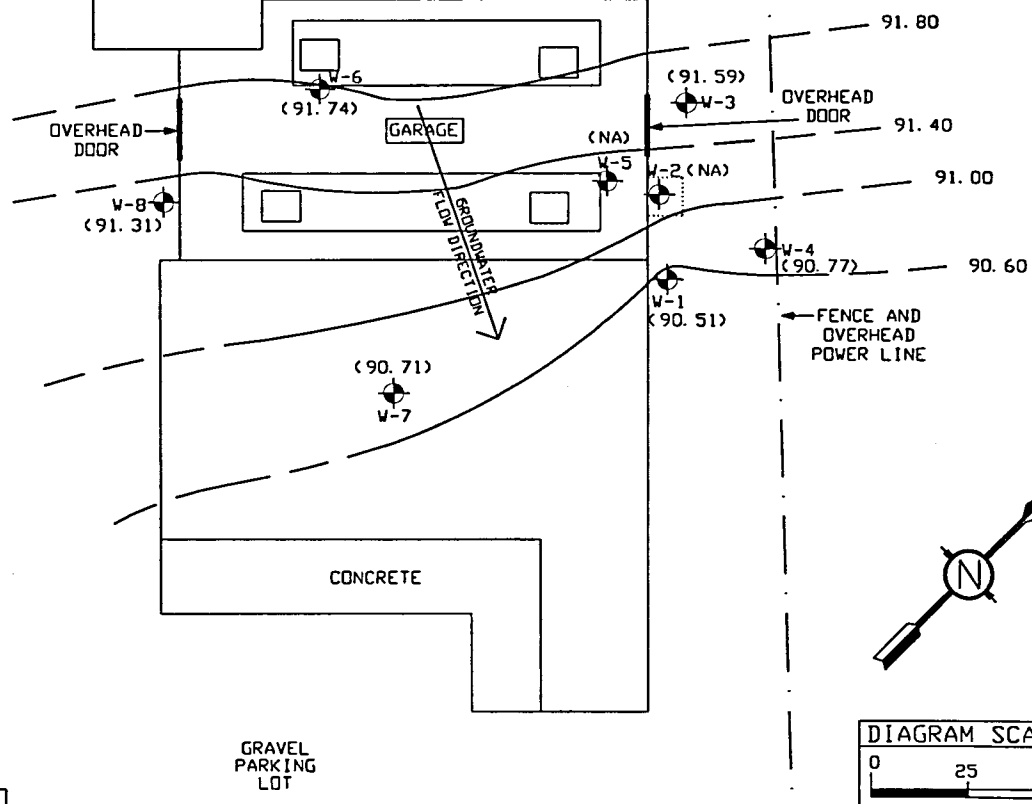 91.80
W-6
(91.74)
(91.59)
W-3
OVERHEAD
DOOR
OVERHEAD
DOOR
GARAGE
91.40
(NA)
W-5
W-2 (NA)
91.00
W-8
(91.31)
GROUNDWATER
FLOW DIRECTION
W-4
(90.77)
90.60
W-1
(90.51)
FENCE AND
OVERHEAD
POWER LINE
(90.71)
W-7
N
CONCRETE
GRAVEL
PARKING
LOT
DIAGRAM
0 25